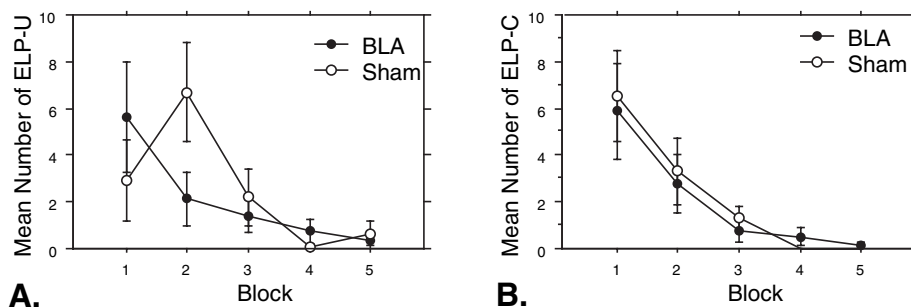 Mean Number of ELP-U
10
8
6
4
2
0
BLA
Sham
1 2 3 4 5
Block
A.
Mean Number of ELP-C
10
8
6
4
2
0
BLA
Sham
1 2 3 4 5
Block
B.